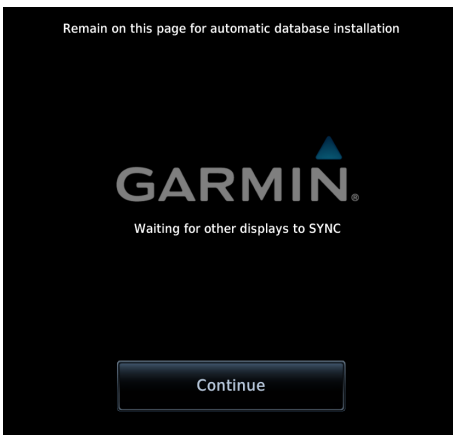 Remain on this page for automatic database installation
GARMIN®
Waiting for other displays to SYNC
Continue